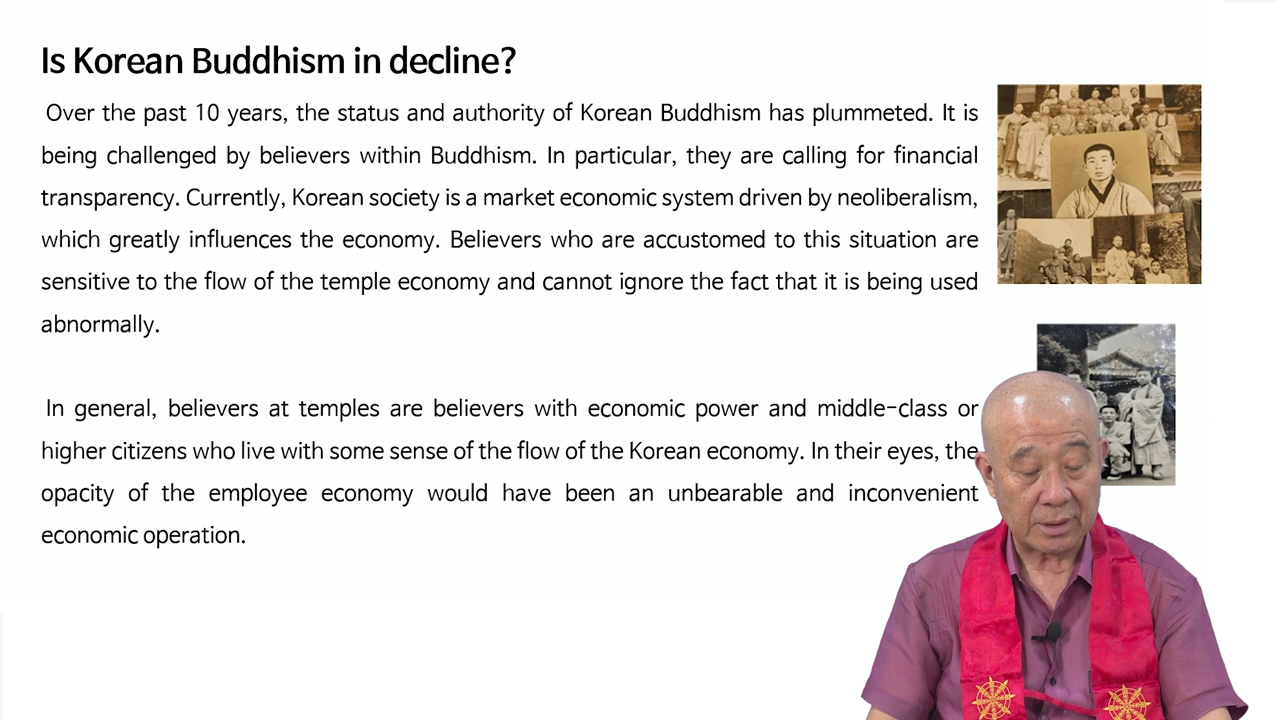 Is Korean Buddhism in decline?
Over the past 10 years, the status and authority of Korean Buddhism has plummeted. It is
being challenged by believers within Buddhism. In particular, they are calling for financial
transparency. Currently, Korean society is a market economic system driven by neoliberalism,
which greatly influences the economy. Believers who are accustomed to this situation are
sensitive to the flow of the temple economy and cannot ignore the fact that it is being used
abnormally.
In general, believers at temples are believers with economic power and middle-class or
higher citizens who live with some sense of the flow of the Korean economy. In their eyes, the
opacity of the employee economy would have been an unbearable and inconvenient
economic operation.